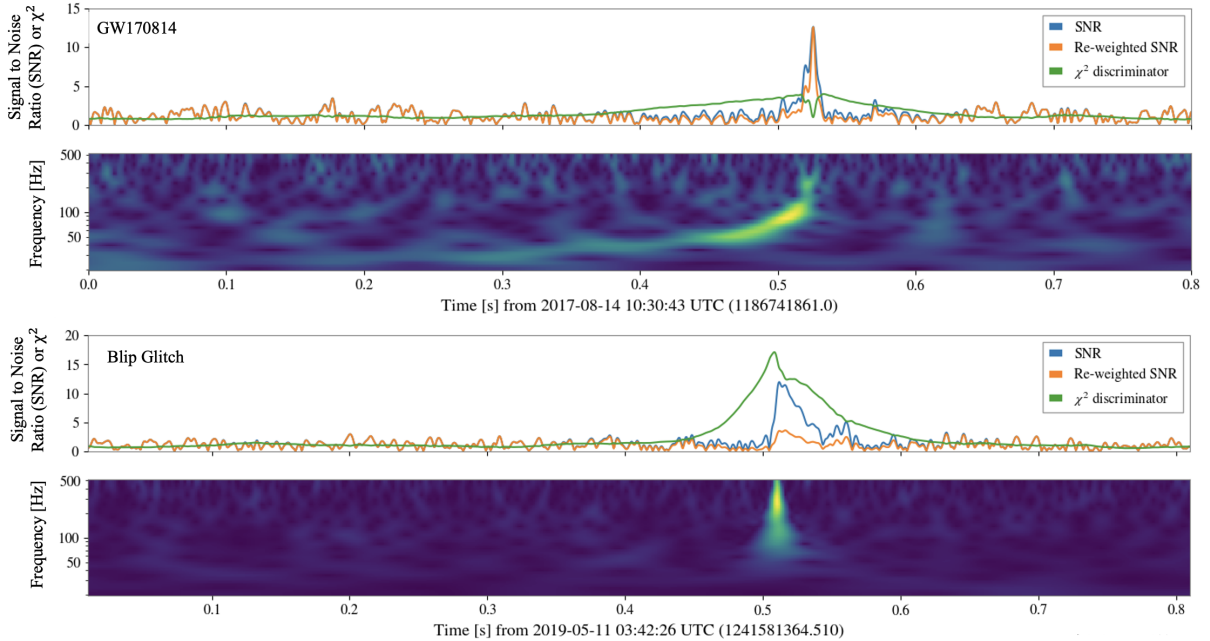 Signal to Noise
Ratio (SNR) or χ²
15
10
5
0
GW170814
SNR
Re-weighted SNR
χ² discriminator
Frequency [Hz]
500
100
50
0.0 0.1 0.2 0.3 0.4 0.5 0.6 0.7 0.8
Time [s] from 2017-08-14 10:30:43 UTC (1186741861.0)
Signal to Noise
Ratio (SNR) or χ²
20
15
10
5
0
Blip Glitch
SNR
Re-weighted SNR
χ² discriminator
Frequency [Hz]
500
100
50
0.1 0.2 0.3 0.4 0.5 0.6 0.7 0.8
Time [s] from 2019-05-11 03:42:26 UTC (1241581364.510)